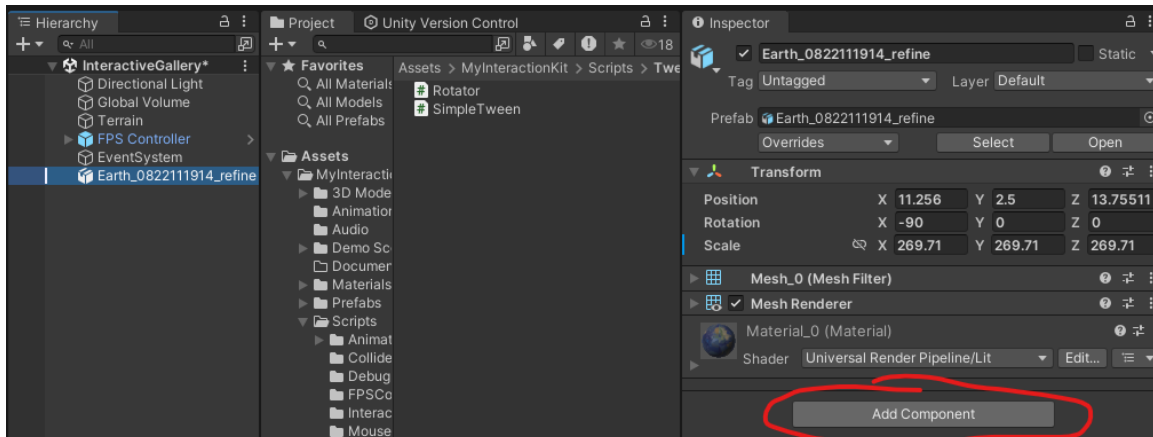 Hierarchy
All
InteractiveGallery*
Directional Light
Global Volume
Terrain
FPS Controller
EventSystem
Earth_0822111914_refine
Project Unity Version Control
18
Favorites
All Materials
All Models
All Prefabs
Assets
MyInteracti
3D Mode
Animation
Audio
Demo Sc
Documen
Materials
Prefabs
Scripts
Animat
Collide
Debug
FPSCo
Interac
Mouse
Assets > MyInteractionKit > Scripts > Twe
Rotator
SimpleTween
Inspector
Earth_0822111914_refine Static
Tag Untagged Layer Default
Prefab Earth_0822111914_refine
Overrides Select Open
Transform
Position X 11.256 Y 2.5 Z 13.75511
Rotation X -90 Y 0 Z 0
Scale X 269.71 Y 269.71 Z 269.71
Mesh_0 (Mesh Filter)
Mesh Renderer
Material_0 (Material)
Shader Universal Render Pipeline/Lit Edit...
Add Component